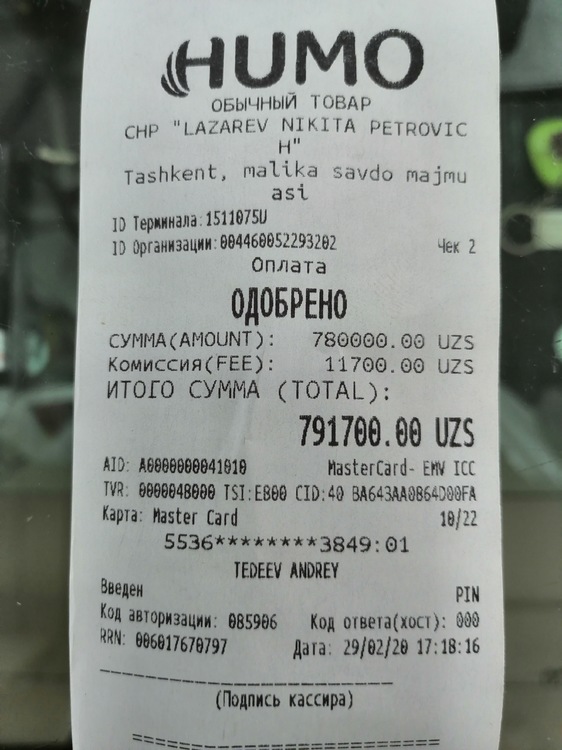 HUMO
ОБЫЧНЫЙ ТОВАР
CHP "LAZAREV NIKITA PETROVIC
H"
Tashkent, malika savdo majmu
asi
ID Терминала:1511075U
ID Организации:004460052293202 Чек 2
Оплата
ОДОБРЕНО
СУММА(AMOUNT): 780000.00 UZS
Комиссия(FEE): 11700.00 UZS
ИТОГО СУММА (TOTAL):
791700.00 UZS
AID: A0000000041010 MasterCard- EMV ICC
TVR: 0000048000 TSI:E800 CID:40 BA643AA0864D00FA
Карта: Master Card 10/22
5536********3849:01
TEDEEV ANDREY
Введен PIN
Код авторизации: 085906 Код ответа(хост): 000
RRN: 006017670797 Дата: 29/02/20 17:18:16
(Подпись кассира)